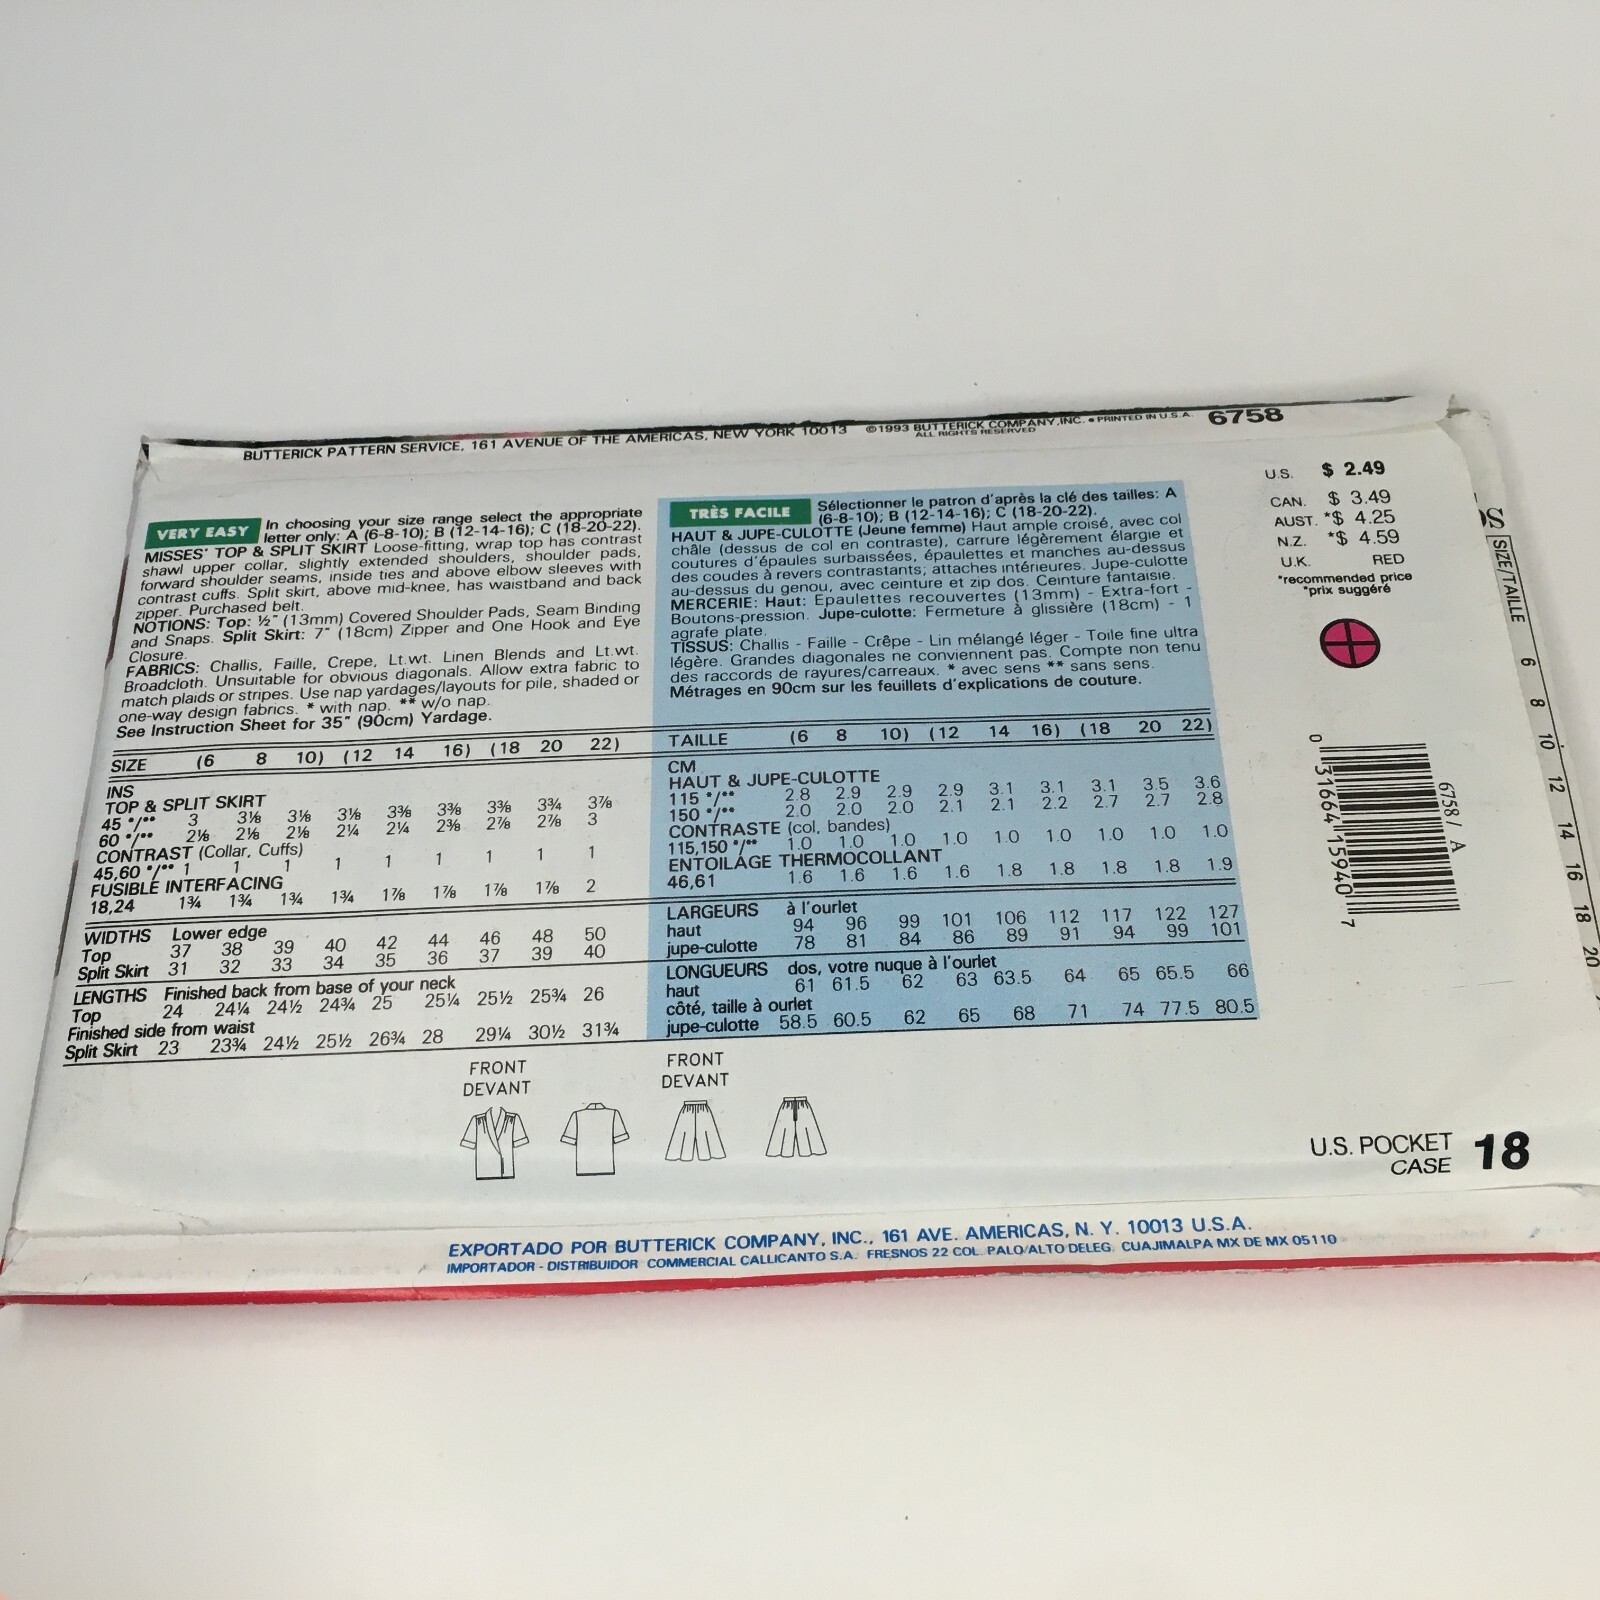 BUTTERICK PATTERN SERVICE, 161 AVENUE OF THE AMERICAS, NEW YORK 10013 ©1993 BUTTERICK COMPANY, INC. • PRINTED IN U.S.A. 6758
ALL RIGHTS RESERVED
VERY EASY In choosing your size range select the appropriate
letter only: A (6-8-10); B (12-14-16); C (18-20-22).
MISSES' TOP & SPLIT SKIRT Loose-fitting, wrap top has contrast
shawl upper collar, slightly extended shoulders, shoulder pads,
forward shoulder seams, inside ties and above elbow sleeves with
contrast cuffs. Split skirt, above mid-knee, has waistband and back
zipper. Purchased belt.
NOTIONS: Top: ½" (13mm) Covered Shoulder Pads, Seam Binding
and Snaps. Split Skirt: 7" (18cm) Zipper and One Hook and Eye
Closure.
FABRICS: Challis, Faille, Crepe, Lt.wt. Linen Blends and Lt.wt.
Broadcloth. Unsuitable for obvious diagonals. Allow extra fabric to
match plaids or stripes. Use nap yardages/layouts for pile, shaded or
one-way design fabrics. * with nap. ** w/o nap.
See Instruction Sheet for 35" (90cm) Yardage.
SIZE (6 8 10) (12 14 16) (18 20 22)
INS
TOP & SPLIT SKIRT
45 */** 3 3⅛ 3⅛ 3⅛ 3⅜ 3⅜ 3⅜ 3¾ 3⅞
60 */** 2⅛ 2⅛ 2⅛ 2¼ 2¼ 2⅜ 2⅞ 2⅞ 3
CONTRAST (Collar, Cuffs)
45,60 */** 1 1 1 1 1 1 1 1 1
FUSIBLE INTERFACING
18,24 1¾ 1¾ 1¾ 1¾ 1⅞ 1⅞ 1⅞ 1⅞ 2
WIDTHS Lower edge
Top 37 38 39 40 42 44 46 48 50
Split Skirt 31 32 33 34 35 36 37 39 40
LENGTHS Finished back from base of your neck
Top 24 24¼ 24½ 24¾ 25 25¼ 25½ 25¾ 26
Finished side from waist
Split Skirt 23 23¾ 24½ 25½ 26¾ 28 29¼ 30½ 31¾
TRÈS FACILE Sélectionner le patron d'après la clé des tailles: A
(6-8-10); B (12-14-16); C (18-20-22).
HAUT & JUPE-CULOTTE (Jeune femme) Haut ample croisé, avec col
châle (dessus de col en contraste), carrure légèrement élargie et
coutures d'épaules surbaissées, épaulettes et manches au-dessus
des coudes à revers contrastants; attaches intérieures. Jupe-culotte
au-dessus du genou, avec ceinture et zip dos. Ceinture fantaisie.
MERCERIE: Haut: Epaulettes recouvertes (13mm) - Extra-fort -
Boutons-pression. Jupe-culotte: Fermeture à glissière (18cm) - 1
agrafe plate.
TISSUS: Challis - Faille - Crêpe - Lin mélangé léger - Toile fine ultra
légère. Grandes diagonales ne conviennent pas. Compte non tenu
des raccords de rayures/carreaux. * avec sens ** sans sens.
Métrages en 90cm sur les feuillets d'explications de couture.
TAILLE (6 8 10) (12 14 16) (18 20 22)
CM
HAUT & JUPE-CULOTTE
115 */** 2.8 2.9 2.9 2.9 3.1 3.1 3.1 3.5 3.6
150 */** 2.0 2.0 2.0 2.1 2.1 2.2 2.7 2.7 2.8
CONTRASTE (col, bandes)
115,150 */** 1.0 1.0 1.0 1.0 1.0 1.0 1.0 1.0 1.0
ENTOILAGE THERMOCOLLANT
46,61 1.6 1.6 1.6 1.6 1.8 1.8 1.8 1.8 1.9
LARGEURS à l'ourlet
haut 94 96 99 101 106 112 117 122 127
jupe-culotte 78 81 84 86 89 91 94 99 101
LONGUEURS dos, votre nuque à l'ourlet
haut 61 61.5 62 63 63.5 64 65 65.5 66
côté, taille à ourlet
jupe-culotte 58.5 60.5 62 65 68 71 74 77.5 80.5
U.S. $ 2.49
CAN. $ 3.49
AUST. *$ 4.25
N.Z. *$ 4.59
U.K. RED
*recommended price
*prix suggéré
0 31664 15940 7
6758/A
SIZE/TAILLE 6 8 10 12 14 16 18 20
FRONT
DEVANT
FRONT
DEVANT
U.S. POCKET
CASE 18
EXPORTADO POR BUTTERICK COMPANY, INC., 161 AVE. AMERICAS, N. Y. 10013 U.S.A.
IMPORTADOR - DISTRIBUIDOR COMMERCIAL CALLICANTO S.A. FRESNOS 22 COL. PALO ALTO DELEG. CUAJIMALPA MX DE MX 05110